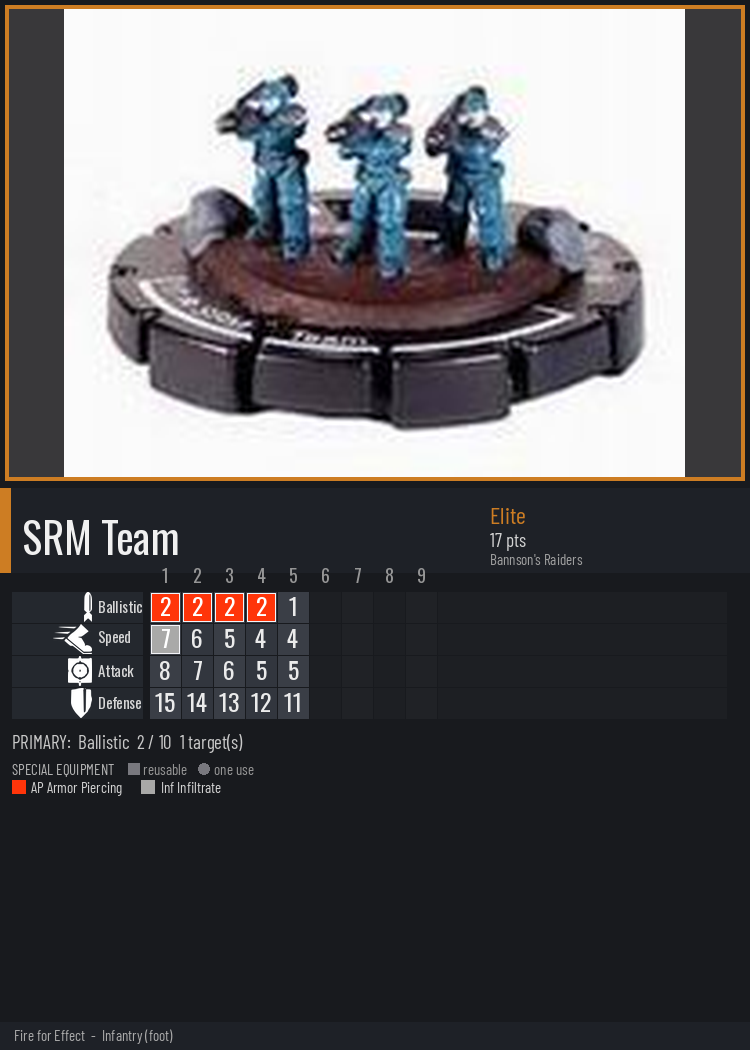 SRM Team
Elite
17 pts
Bannson's Raiders
1 2 3 4 5 6 7 8 9
Ballistic 2 2 2 2 1
Speed 7 6 5 4 4
Attack 8 7 6 5 5
Defense 15 14 13 12 11
PRIMARY: Ballistic 2 / 10 1 target(s)
SPECIAL EQUIPMENT reusable one use
AP Armor Piercing Inf Infiltrate
Fire for Effect - Infantry (foot)